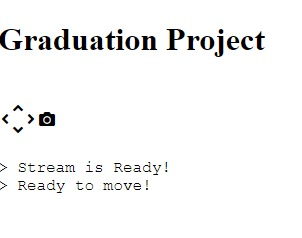 Graduation Project
> Stream is Ready!
> Ready to move!